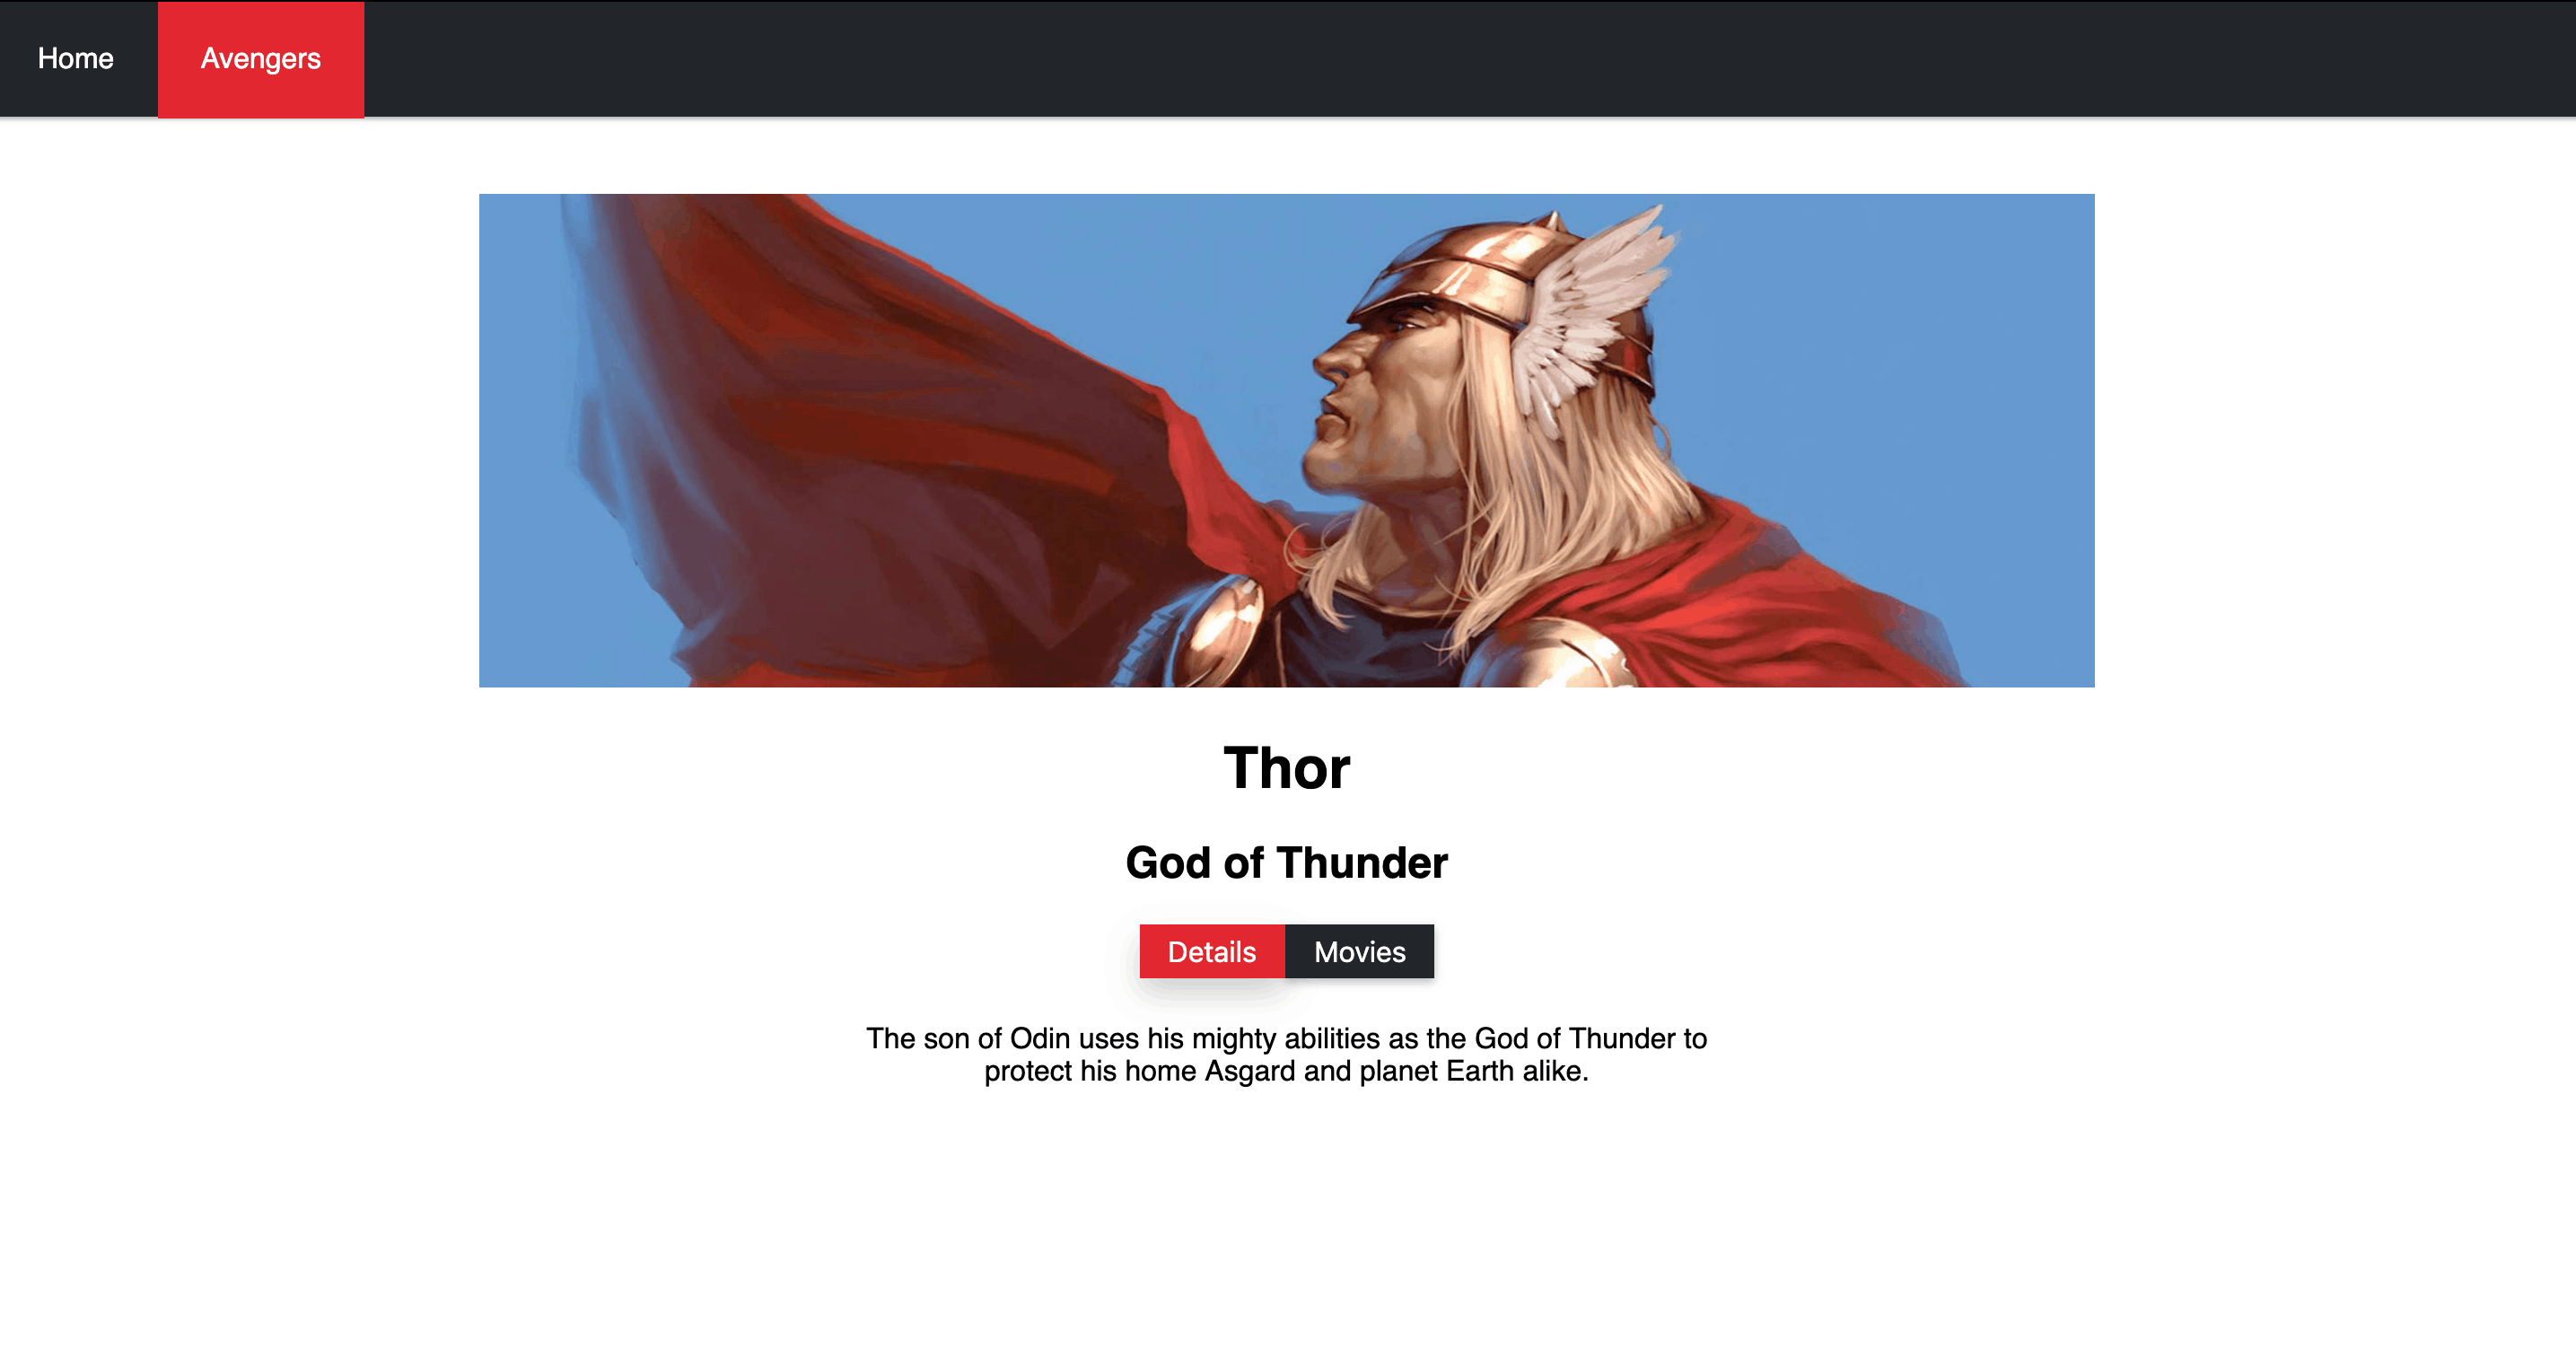 Home
Avengers
Thor
God of Thunder
Details
Movies
The son of Odin uses his mighty abilities as the God of Thunder to
protect his home Asgard and planet Earth alike.